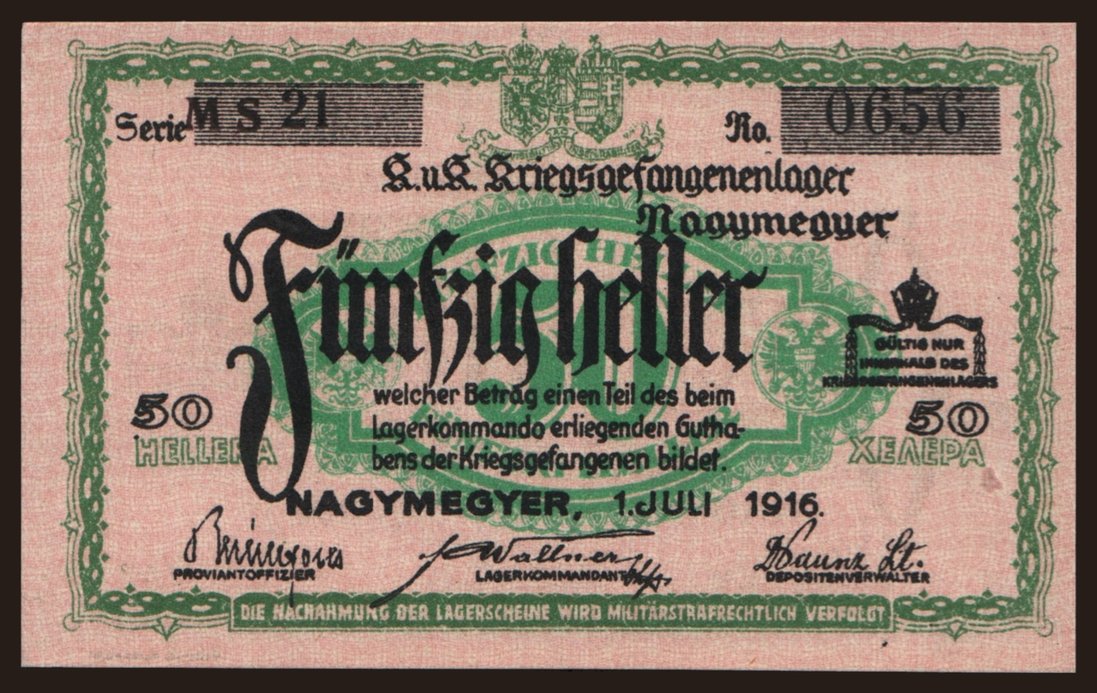 Serie MS 21
No. 0656
K.u.K. Kriegsgefangenenlager
Nagymegyer
Fünfzig heller
GÜLTIG NUR
INNERHALB DES
KRIEGSGEFANGENENLAGERS
welcher Betrag einen Teil des beim
Lagerkommando erliegenden Gutha-
bens der Kriegsgefangenen bildet.
50
HELLERA
50
ХЕЛЕРА
NAGYMEGYER, 1. JULI 1916.
Wallner
Haunz Lt.
PROVIANTOFFIZIER
LAGERKOMMANDANT
DEPOSITENVERWALTER
DIE NACHAHMUNG DER LAGERSCHEINE WIRD MILITÄRSTRAFRECHTLICH VERFOLGT